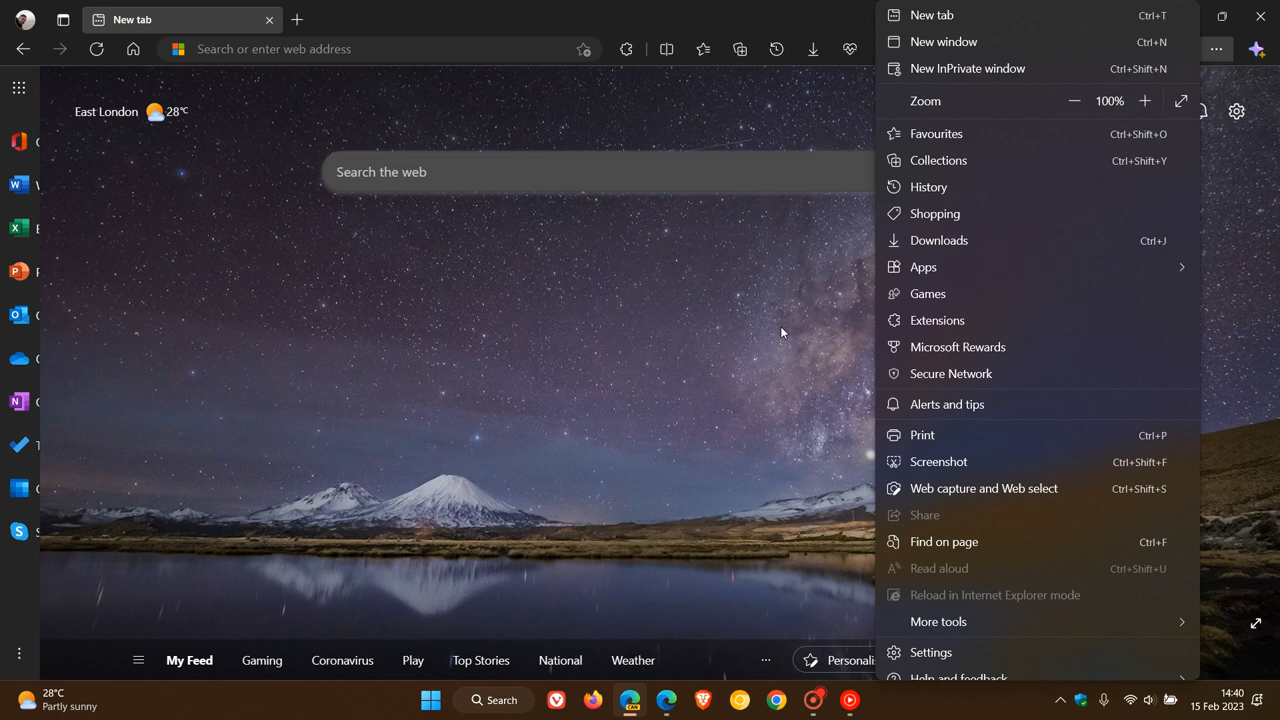 New tab
Search or enter web address
East London
28°C
Search the web
New tab Ctrl+T
New window Ctrl+N
New InPrivate window Ctrl+Shift+N
Zoom 100%
Favourites Ctrl+Shift+O
Collections Ctrl+Shift+Y
History
Shopping
Downloads Ctrl+J
Apps
Games
Extensions
Microsoft Rewards
Secure Network
Alerts and tips
Print Ctrl+P
Screenshot Ctrl+Shift+F
Web capture and Web select Ctrl+Shift+S
Share
Find on page Ctrl+F
Read aloud Ctrl+Shift+U
Reload in Internet Explorer mode
More tools
Settings
Help and feedback
My Feed Gaming Coronavirus Play Top Stories National Weather
28°C
Partly sunny
Search
CAN
14:40
15 Feb 2023